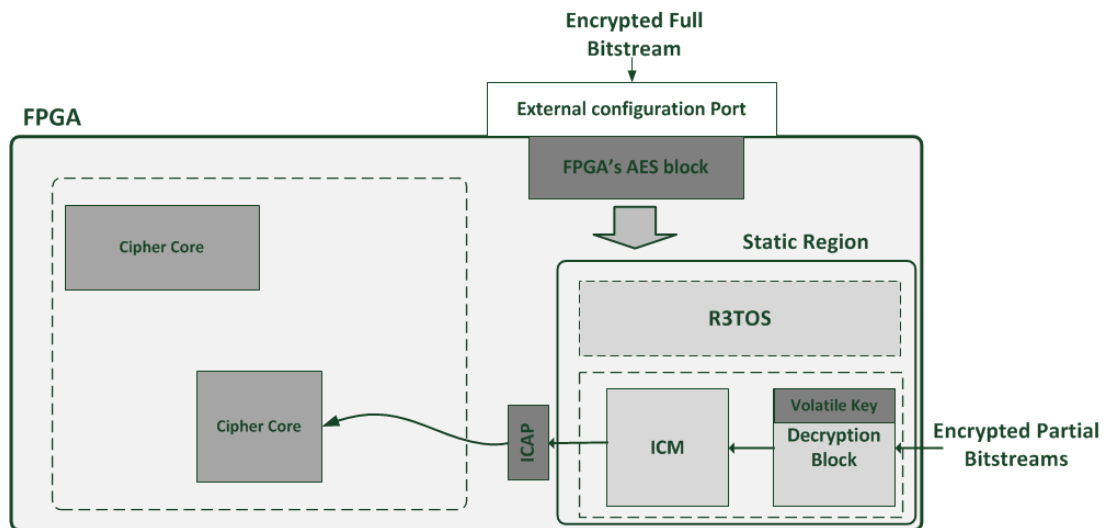 Encrypted Full
Bitstream
External configuration Port
FPGA
FPGA's AES block
Cipher Core
Static Region
R3TOS
Cipher Core
ICAP
ICM
Volatile Key
Decryption
Block
Encrypted Partial
Bitstreams